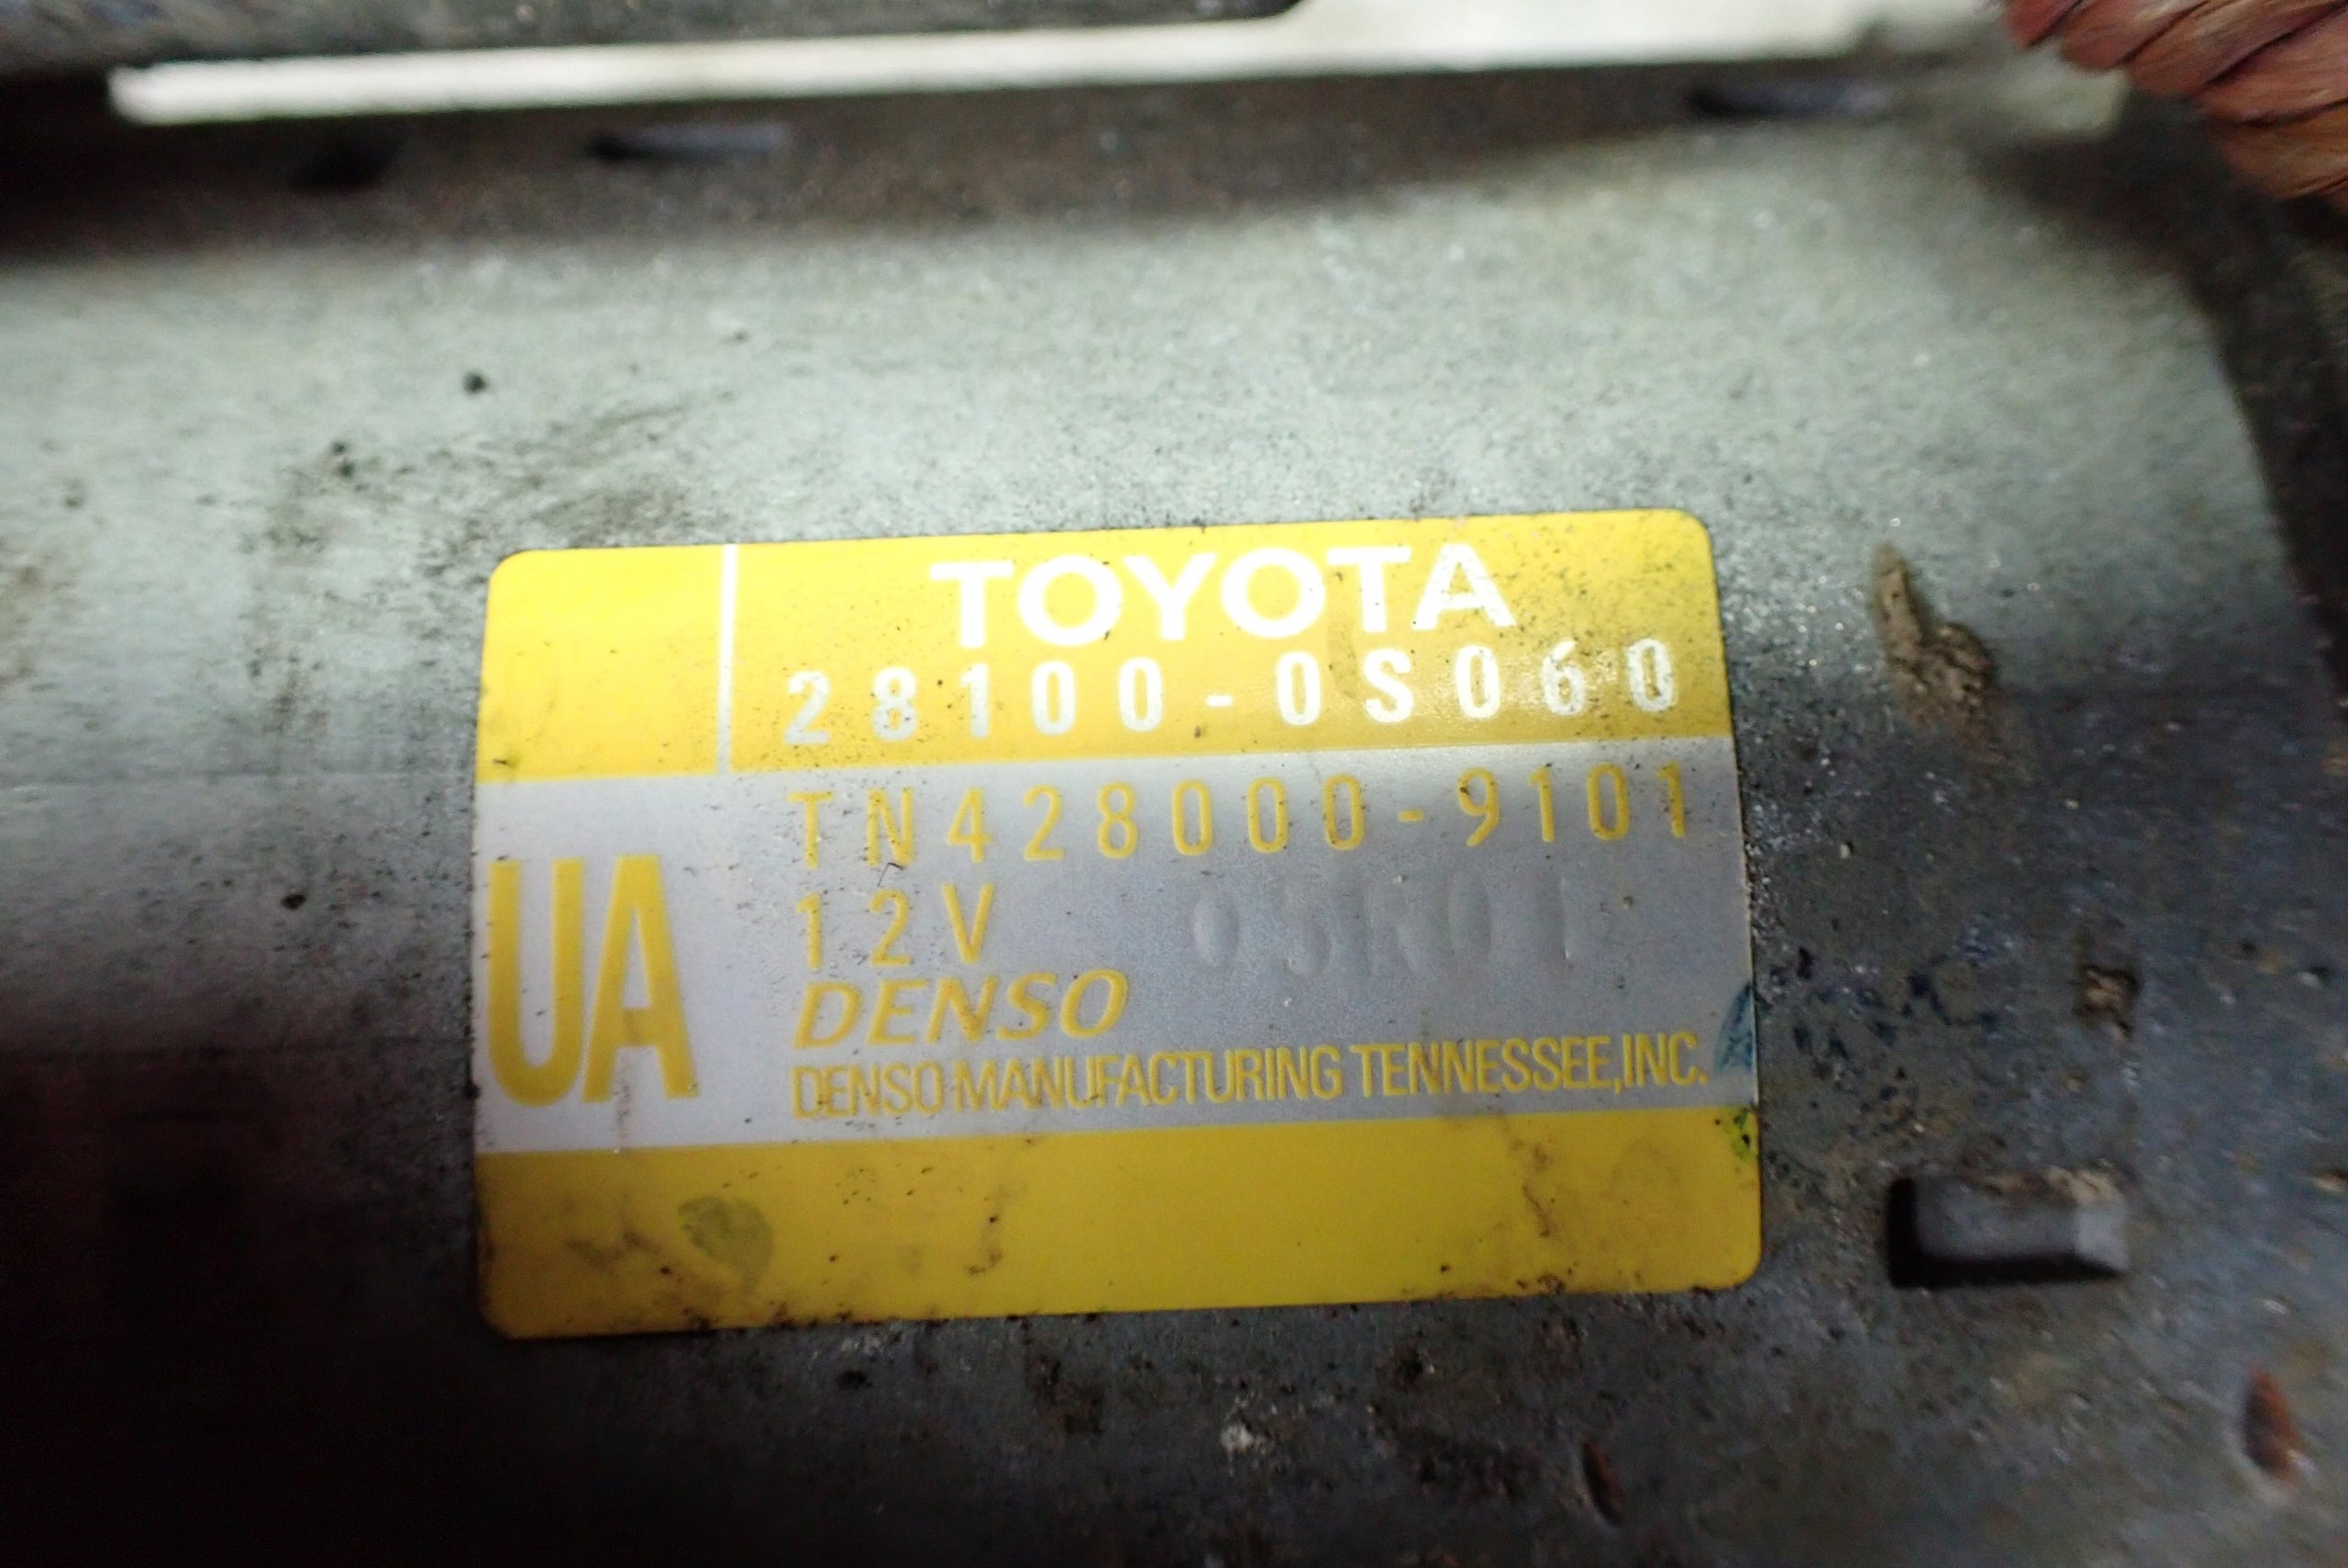 TOYOTA
28100-0S060
TN428000-9101
12V
UA
DENSO
DENSO MANUFACTURING TENNESSEE,INC.